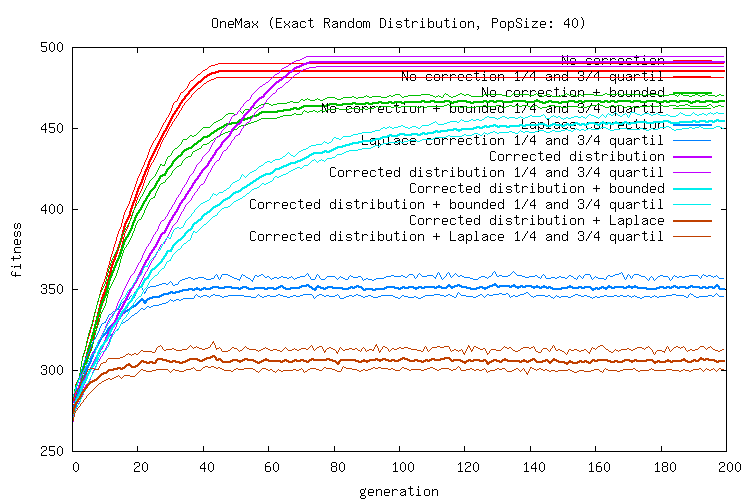 OneMax (Exact Random Distribution, PopSize: 40)
500
450
400
350
300
250
fitness
No correction
No correction 1/4 and 3/4 quartil
No correction + bounded
No correction + bounded 1/4 and 3/4 quartil
Laplace correction
Laplace correction 1/4 and 3/4 quartil
Corrected distribution
Corrected distribution 1/4 and 3/4 quartil
Corrected distribution + bounded
Corrected distribution + bounded 1/4 and 3/4 quartil
Corrected distribution + Laplace
Corrected distribution + Laplace 1/4 and 3/4 quartil
0 20 40 60 80 100 120 140 160 180 200
generation